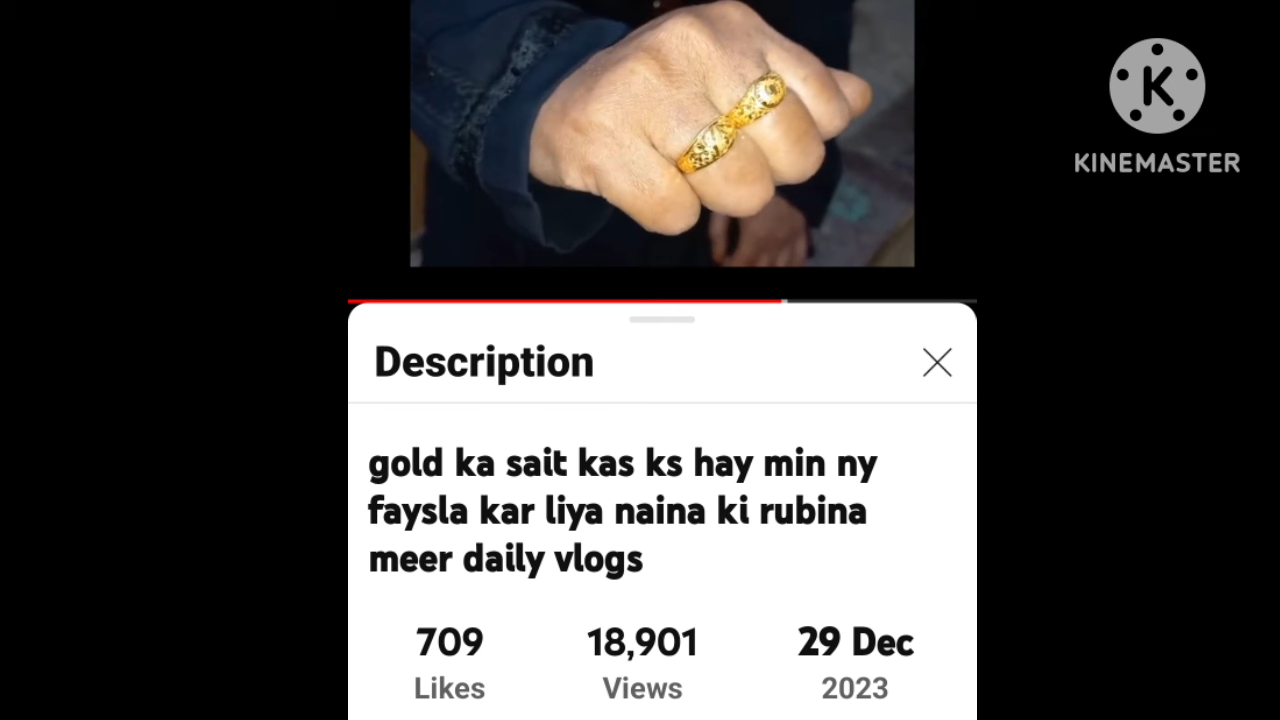 K
KINEMASTER
Description
gold ka sait kas ks hay min ny
faysla kar liya naina ki rubina
meer daily vlogs
709 18,901 29 Dec
Likes Views 2023